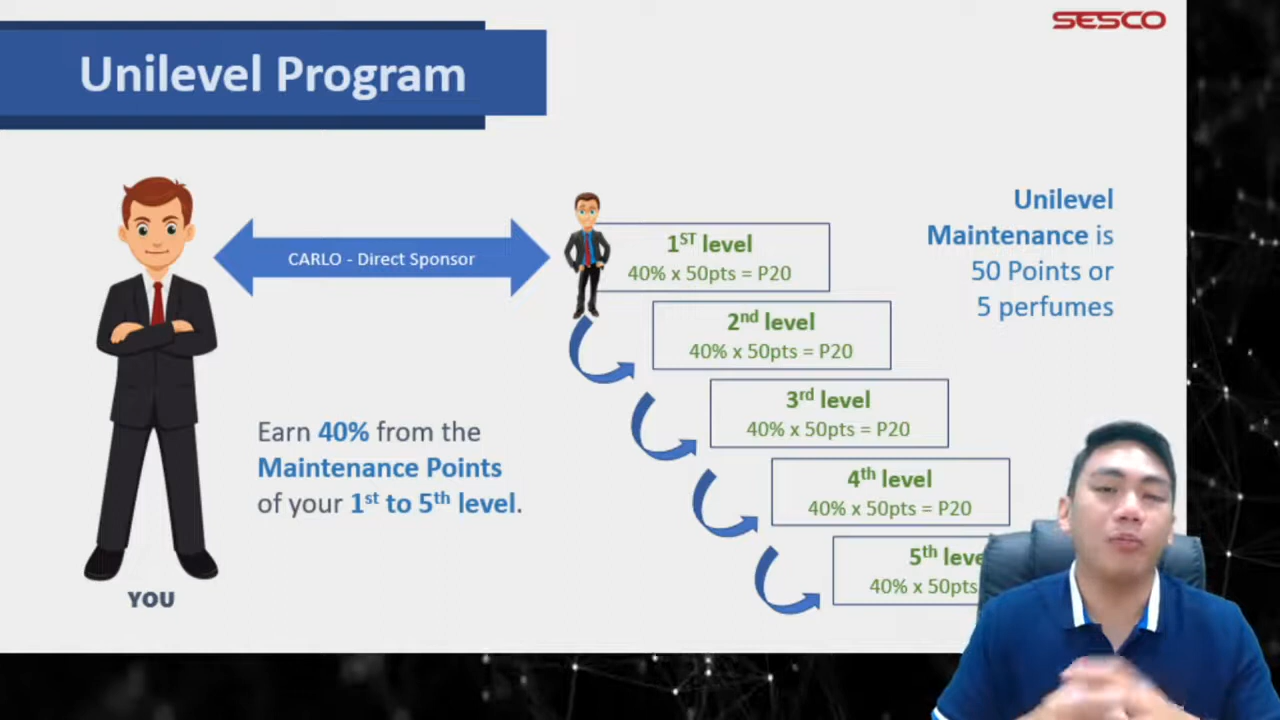 SESCO
Unilevel Program
CARLO - Direct Sponsor
1ST level
40% x 50pts = P20
2nd level
40% x 50pts = P20
3rd level
40% x 50pts = P20
4th level
40% x 50pts = P20
5th leve
40% x 50pts
Unilevel
Maintenance is
50 Points or
5 perfumes
Earn 40% from the
Maintenance Points
of your 1st to 5th level.
YOU